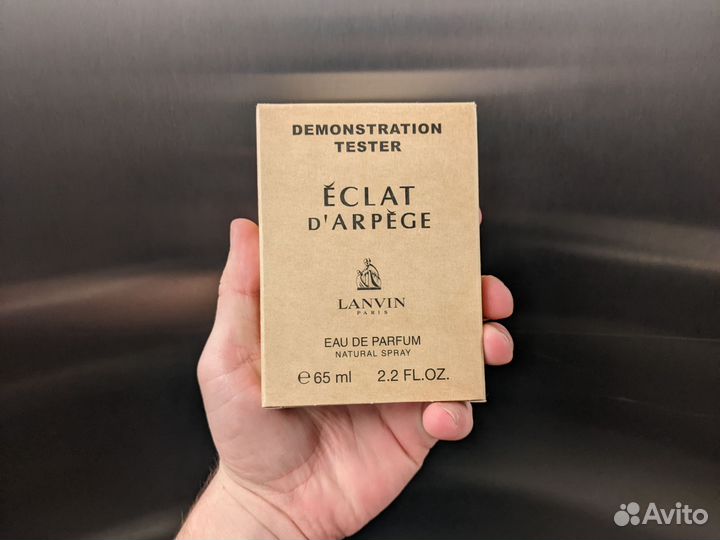 DEMONSTRATION
TESTER
ÉCLAT
D'ARPÈGE
LANVIN
PARIS
EAU DE PARFUM
NATURAL SPRAY
℮ 65 ml 2.2 FL.OZ.
Avito